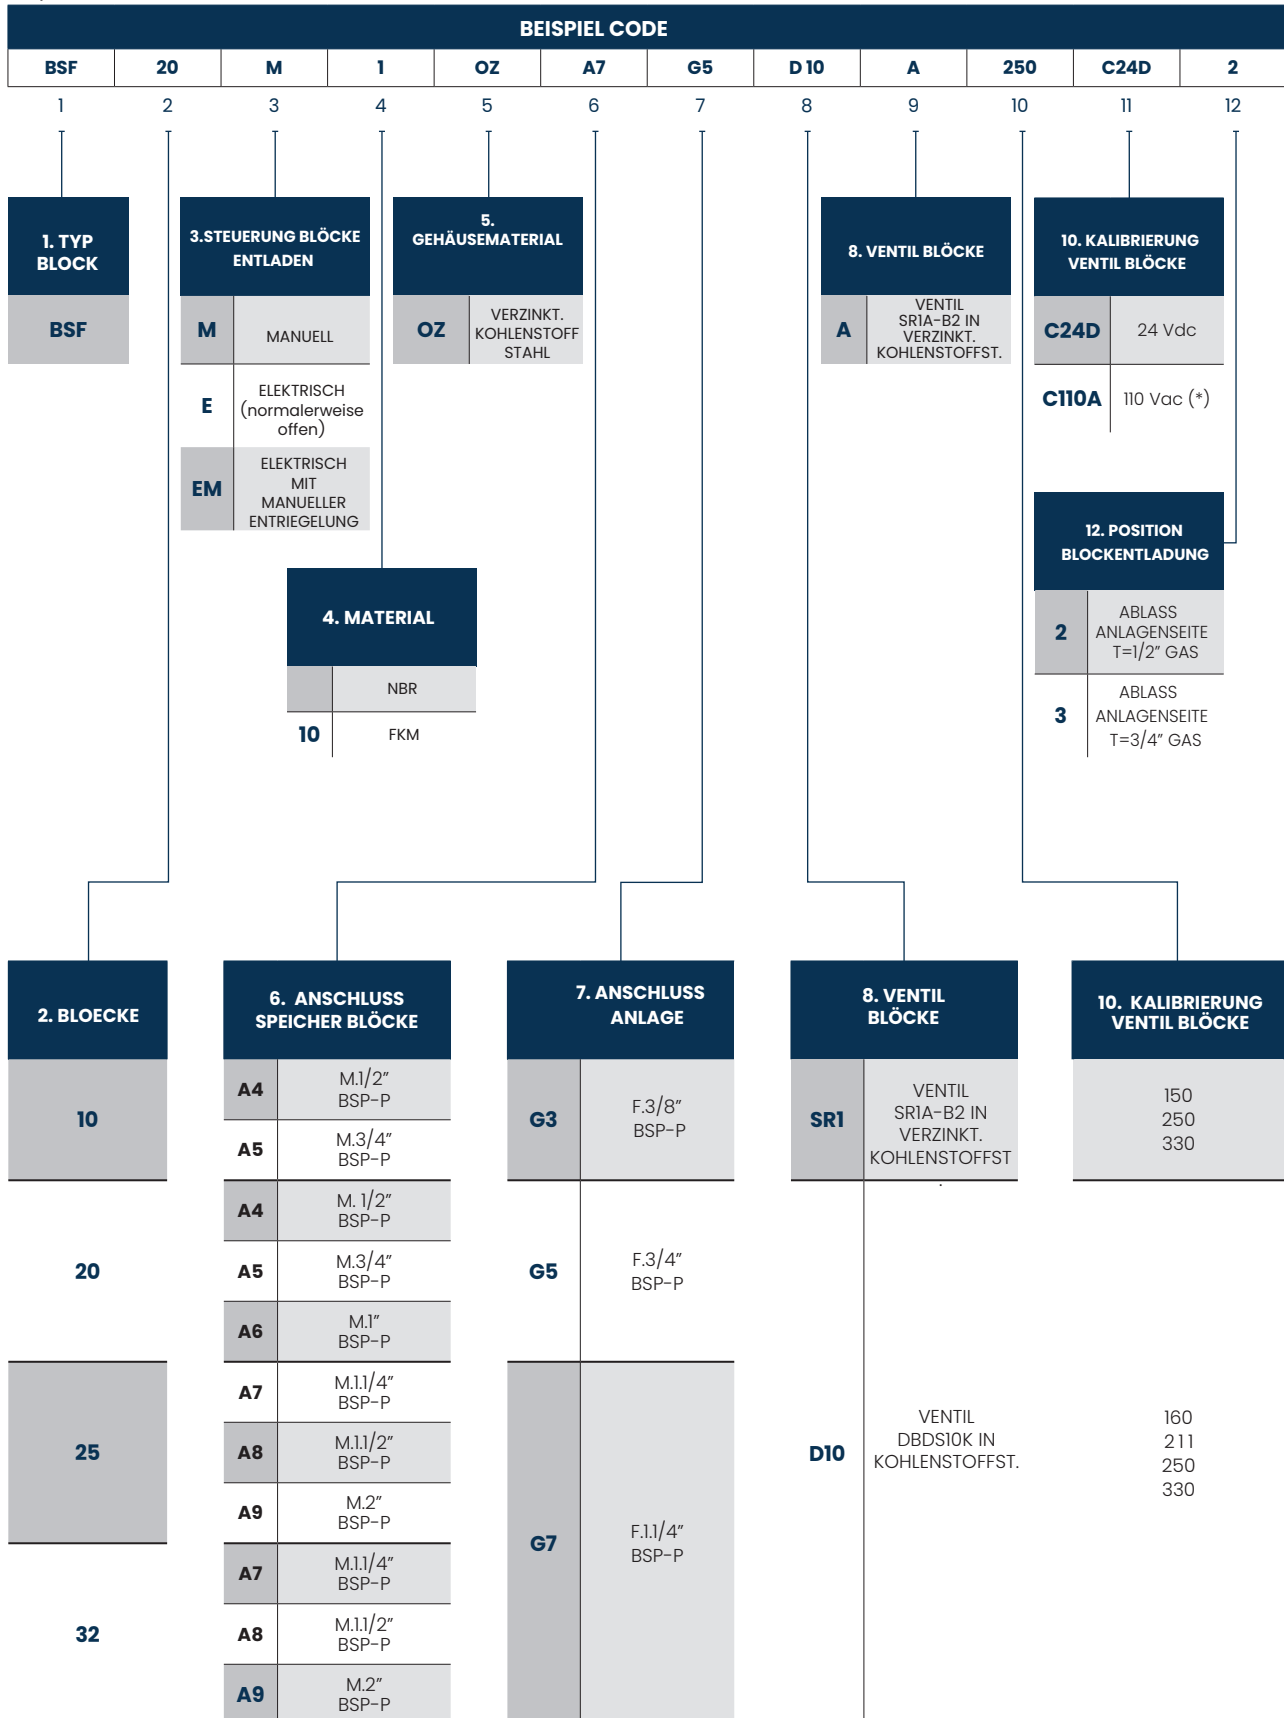 BEISPIEL CODE
BSF 20 M 1 OZ A7 G5 D 10 A 250 C24D 2
1 2 3 4 5 6 7 8 9 10 11 12
1. TYP
BLOCK
BSF
3.STEUERUNG BLÖCKE
ENTLADEN
M MANUELL
E ELEKTRISCH
(normalerweise
offen)
EM ELEKTRISCH
MIT
MANUELLER
ENTRIEGELUNG
5.
GEHÄUSEMATERIAL
OZ VERZINKT.
KOHLENSTOFF
STAHL
8. VENTIL BLÖCKE
A VENTIL
SR1A-B2 IN
VERZINKT.
KOHLENSTOFFST.
10. KALIBRIERUNG
VENTIL BLÖCKE
C24D 24 Vdc
C110A 110 Vac (*)
4. MATERIAL
NBR
10 FKM
12. POSITION
BLOCKENTLADUNG
2 ABLASS
ANLAGENSEITE
T=1/2” GAS
3 ABLASS
ANLAGENSEITE
T=3/4” GAS
2. BLOECKE
10
20
25
32
6. ANSCHLUSS
SPEICHER BLÖCKE
A4 M.1/2”
BSP-P
A5 M.3/4”
BSP-P
A4 M. 1/2”
BSP-P
A5 M.3/4”
BSP-P
A6 M.1”
BSP-P
A7 M.1.1/4”
BSP-P
A8 M.1.1/2”
BSP-P
A9 M.2”
BSP-P
A7 M.1.1/4”
BSP-P
A8 M.1.1/2”
BSP-P
A9 M.2”
BSP-P
7. ANSCHLUSS
ANLAGE
G3 F.3/8”
BSP-P
G5 F.3/4”
BSP-P
G7 F.1.1/4”
BSP-P
8. VENTIL
BLÖCKE
SR1 VENTIL
SR1A-B2 IN
VERZINKT.
KOHLENSTOFFST
.
D10 VENTIL
DBDS10K IN
KOHLENSTOFFST.
10. KALIBRIERUNG
VENTIL BLÖCKE
150
250
330
160
211
250
330